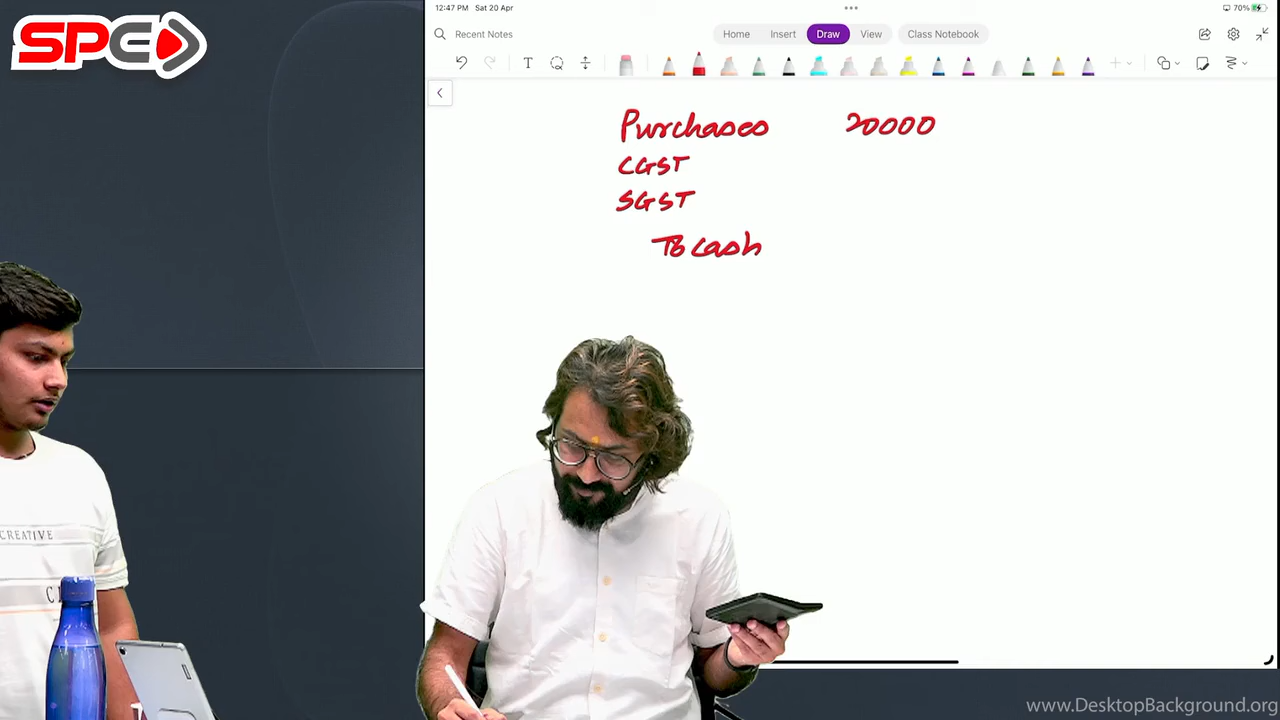 SPC
12:47 PM Sat 20 Apr
70%
Recent Notes
Home Insert Draw View Class Notebook
T
Purchases 20000
CGST
SGST
To cash
CREATIVE
www.DesktopBackground.org